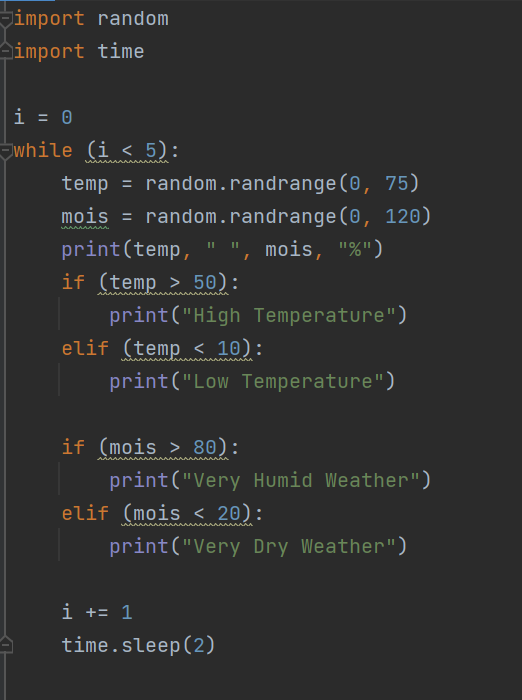 import random
import time
i = 0
while (i < 5):
    temp = random.randrange(0, 75)
    mois = random.randrange(0, 120)
    print(temp, " ", mois, "%")
    if (temp > 50):
        print("High Temperature")
    elif (temp < 10):
        print("Low Temperature")
    if (mois > 80):
        print("Very Humid Weather")
    elif (mois < 20):
        print("Very Dry Weather")
    i += 1
    time.sleep(2)